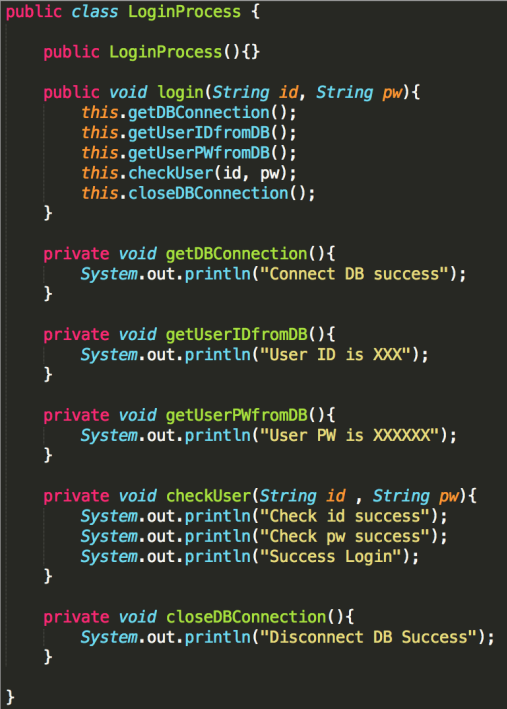 public class LoginProcess {
public LoginProcess(){}
public void login(String id, String pw){
this.getDBConnection();
this.getUserIDfromDB();
this.getUserPWfromDB();
this.checkUser(id, pw);
this.closeDBConnection();
}
private void getDBConnection(){
System.out.println("Connect DB success");
}
private void getUserIDfromDB(){
System.out.println("User ID is XXX");
}
private void getUserPWfromDB(){
System.out.println("User PW is XXXXXX");
}
private void checkUser(String id , String pw){
System.out.println("Check id success");
System.out.println("Check pw success");
System.out.println("Success Login");
}
private void closeDBConnection(){
System.out.println("Disconnect DB Success");
}
}